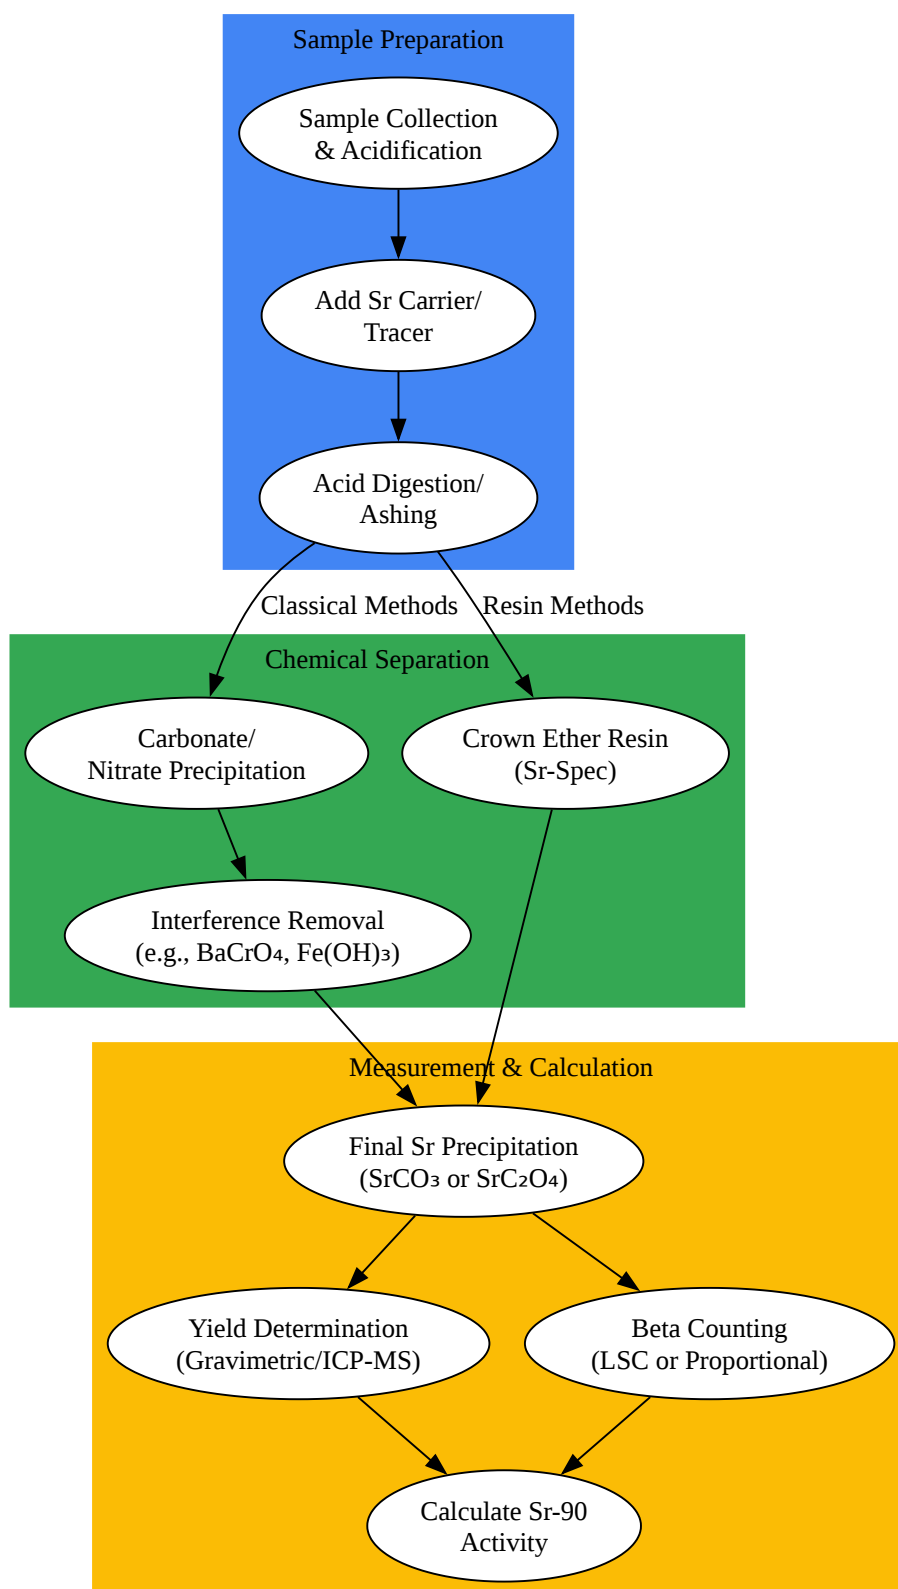 Sample Preparation
Sample Collection
& Acidification
Add Sr Carrier/
Tracer
Acid Digestion/
Ashing
Classical Methods
Resin Methods
Chemical Separation
Carbonate/
Nitrate Precipitation
Crown Ether Resin
(Sr-Spec)
Interference Removal
(e.g., BaCrO₄, Fe(OH)₃)
Measurement & Calculation
Final Sr Precipitation
(SrCO₃ or SrC₂O₄)
Yield Determination
(Gravimetric/ICP-MS)
Beta Counting
(LSC or Proportional)
Calculate Sr-90
Activity